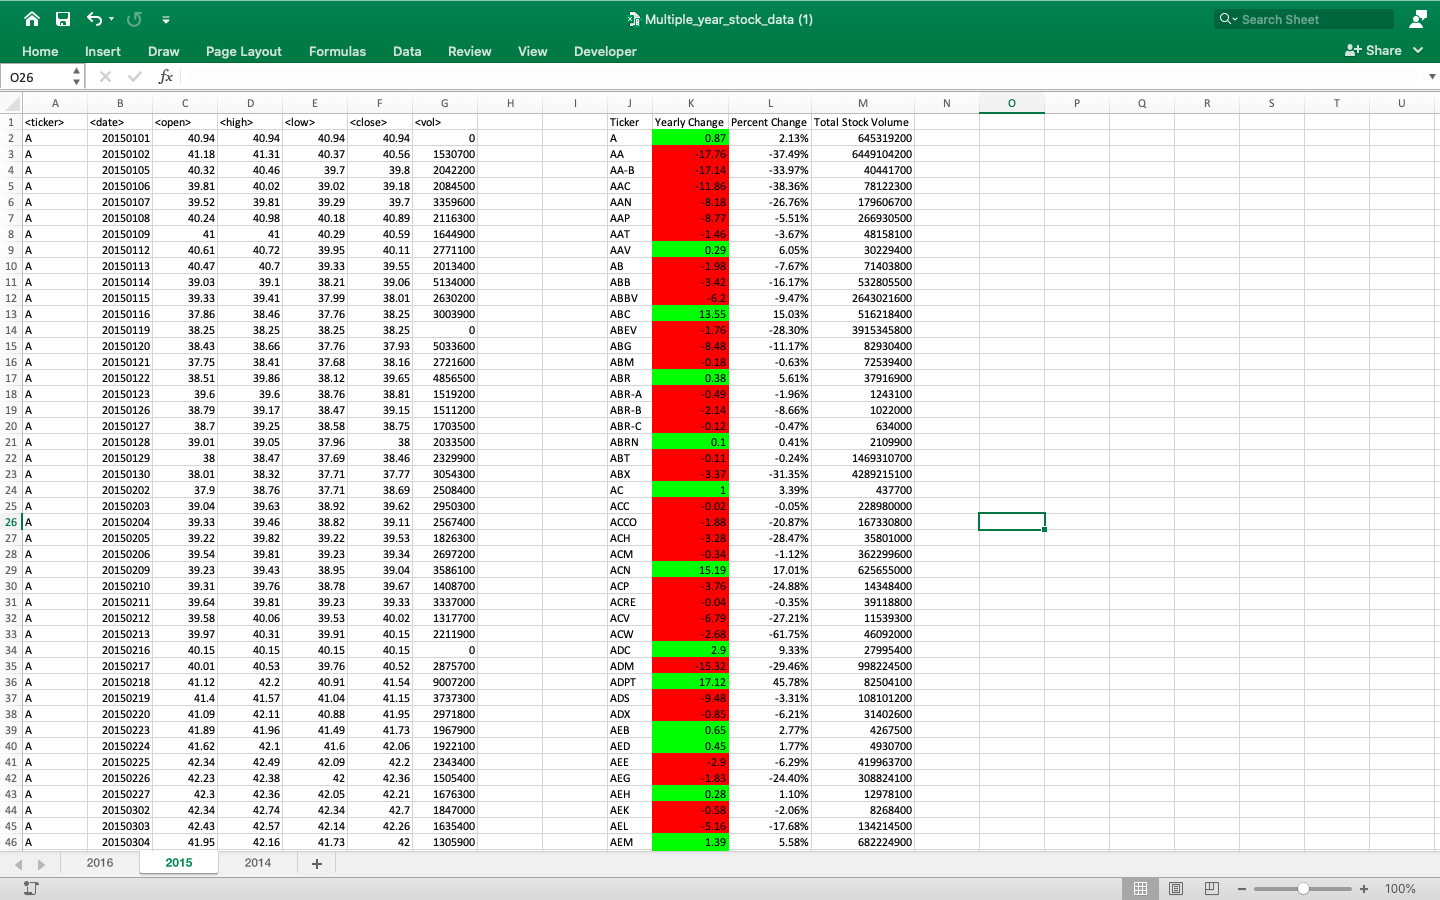 Multiple_year_stock_data (1)
Search Sheet
Home Insert Draw Page Layout Formulas Data Review View Developer
Share
O26 fx
A B C D E F G H I J K L M N O P Q R S T U
1 <ticker> <date> <open> <high> <low> <close> <vol> Ticker Yearly Change Percent Change Total Stock Volume
2 A 20150101 40.94 40.94 40.94 40.94 0 A 0.87 2.13% 645319200
3 A 20150102 41.18 41.31 40.37 40.56 1530700 AA -17.76 -37.49% 6449104200
4 A 20150105 40.32 40.46 39.7 39.8 2042200 AA-B -17.14 -33.97% 40441700
5 A 20150106 39.81 40.02 39.02 39.18 2084500 AAC -11.86 -38.36% 78122300
6 A 20150107 39.52 39.81 39.29 39.7 3359600 AAN -8.18 -26.76% 179606700
7 A 20150108 40.24 40.98 40.18 40.89 2116300 AAP -8.77 -5.51% 266930500
8 A 20150109 41 41 40.29 40.59 1644900 AAT -1.46 -3.67% 48158100
9 A 20150112 40.61 40.72 39.95 40.11 2771100 AAV 0.29 6.05% 30229400
10 A 20150113 40.47 40.7 39.33 39.55 2013400 AB -1.98 -7.67% 71403800
11 A 20150114 39.03 39.1 38.21 39.06 5134000 ABB -3.42 -16.17% 532805500
12 A 20150115 39.33 39.41 37.99 38.01 2630200 ABBV -6.2 -9.47% 2643021600
13 A 20150116 37.86 38.46 37.76 38.25 3003900 ABC 13.55 15.03% 516218400
14 A 20150119 38.25 38.25 38.25 38.25 0 ABEV -1.76 -28.30% 3915345800
15 A 20150120 38.43 38.66 37.76 37.93 5033600 ABG -8.48 -11.17% 82930400
16 A 20150121 37.75 38.41 37.68 38.16 2721600 ABM -0.18 -0.63% 72539400
17 A 20150122 38.51 39.86 38.12 39.65 4856500 ABR 0.38 5.61% 37916900
18 A 20150123 39.6 39.6 38.76 38.81 1519200 ABR-A -0.49 -1.96% 1243100
19 A 20150126 38.79 39.17 38.47 39.15 1511200 ABR-B -2.14 -8.66% 1022000
20 A 20150127 38.7 39.25 38.58 38.75 1703500 ABR-C -0.12 -0.47% 634000
21 A 20150128 39.01 39.05 37.96 38 2033500 ABRN 0.1 0.41% 2109900
22 A 20150129 38 38.47 37.69 38.46 2329900 ABT -0.11 -0.24% 1469310700
23 A 20150130 38.01 38.32 37.71 37.77 3054300 ABX -3.37 -31.35% 4289215100
24 A 20150202 37.9 38.76 37.71 38.69 2508400 AC 1 3.39% 437700
25 A 20150203 39.04 39.63 38.92 39.62 2950300 ACC -0.02 -0.05% 228980000
26 A 20150204 39.33 39.46 38.82 39.11 2567400 ACCO -1.88 -20.87% 167330800
27 A 20150205 39.22 39.82 39.22 39.53 1826300 ACH -3.28 -28.47% 35801000
28 A 20150206 39.54 39.81 39.23 39.34 2697200 ACM -0.34 -1.12% 362299600
29 A 20150209 39.23 39.43 38.95 39.04 3586100 ACN 15.19 17.01% 625655000
30 A 20150210 39.31 39.76 38.78 39.67 1408700 ACP -3.76 -24.88% 14348400
31 A 20150211 39.64 39.81 39.23 39.33 3337000 ACRE -0.04 -0.35% 39118800
32 A 20150212 39.58 40.06 39.53 40.02 1317700 ACV -6.79 -27.21% 11539300
33 A 20150213 39.97 40.31 39.91 40.15 2211900 ACW -2.68 -61.75% 46092000
34 A 20150216 40.15 40.15 40.15 40.15 0 ADC 2.9 9.33% 27995400
35 A 20150217 40.01 40.53 39.76 40.52 2875700 ADM -15.32 -29.46% 998224500
36 A 20150218 41.12 42.2 40.91 41.54 9007200 ADPT 17.12 45.78% 82504100
37 A 20150219 41.4 41.57 41.04 41.15 3737300 ADS -9.48 -3.31% 108101200
38 A 20150220 41.09 42.11 40.88 41.95 2971800 ADX -0.85 -6.21% 31402600
39 A 20150223 41.89 41.96 41.49 41.73 1967900 AEB 0.65 2.77% 4267500
40 A 20150224 41.62 42.1 41.6 42.06 1922100 AED 0.45 1.77% 4930700
41 A 20150225 42.34 42.49 42.09 42.2 2343400 AEE -2.9 -6.29% 419963700
42 A 20150226 42.23 42.38 42 42.36 1505400 AEG -1.83 -24.40% 308824100
43 A 20150227 42.3 42.36 42.05 42.21 1676300 AEH 0.28 1.10% 12978100
44 A 20150302 42.34 42.74 42.34 42.7 1847000 AEK -0.58 -2.06% 8268400
45 A 20150303 42.43 42.57 42.14 42.26 1635400 AEL -5.16 -17.68% 134214500
46 A 20150304 41.95 42.16 41.73 42 1305900 AEM 1.39 5.58% 682224900
2016 2015 2014 +
100%